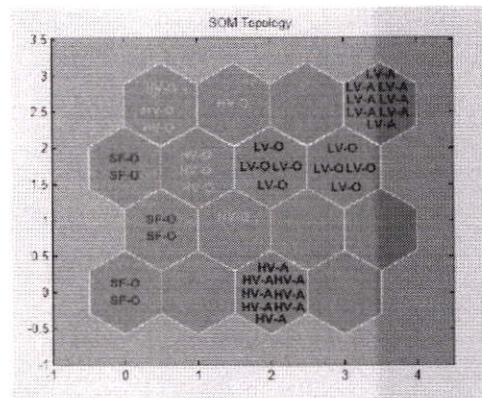 SOM Topology
3.5
3
2.5
2
1.5
1
0.5
0
-0.5
-1
LV-A
LV-A LV-A
LV-A LV-A
LV-A LV-A
LV-A
SF-O
SF-O
LV-O
LV-O LV-O
LV-O
LV-O
LV-O LV-O
LV-O
SF-O
SF-O
SF-O
SF-O
HV-A
HV-A HV-A
HV-A HV-A
HV-A HV-A
HV-A
-1 0 1 2 3 4